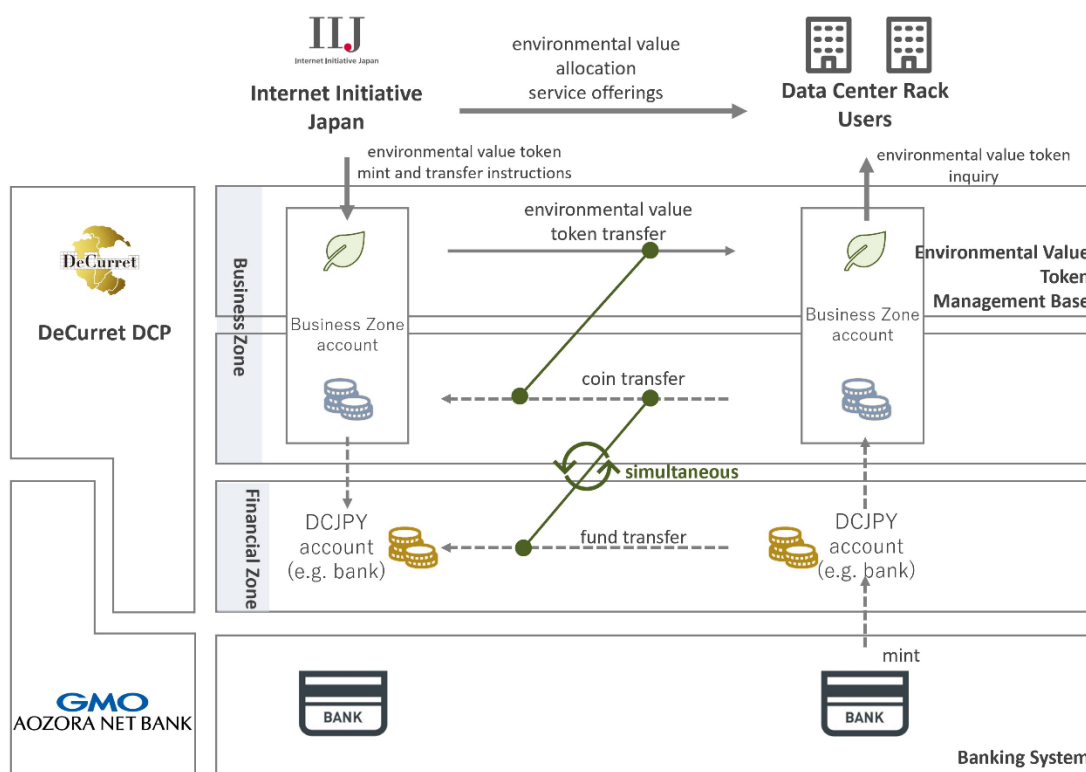 IIJ
Internet Initiative Japan
Internet Initiative
Japan
environmental value
allocation
service offerings
Data Center Rack
Users
environmental value token
mint and transfer instructions
environmental value token
inquiry
DeCurret
DeCurret DCP
Business Zone
environmental value
token transfer
Environmental Value
Token
Management Base
Business Zone
account
Business Zone
account
coin transfer
simultaneous
Financial Zone
DCJPY
account
(e.g. bank)
fund transfer
DCJPY
account
(e.g. bank)
mint
GMO
AOZORA NET BANK
BANK
BANK
Banking System